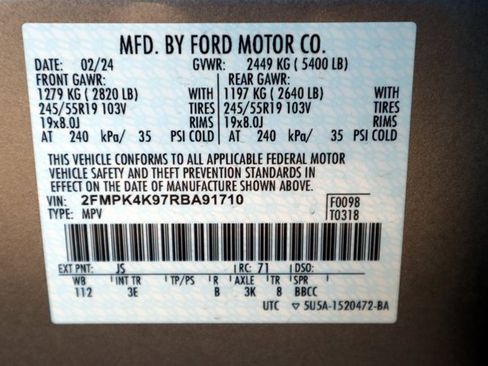 MFD. BY FORD MOTOR CO.
DATE: 02/24 GVWR: 2449 KG ( 5400 LB)
FRONT GAWR: REAR GAWR:
1279 KG ( 2820 LB) WITH 1197 KG ( 2640 LB) WITH
245/55R19 103V TIRES 245/55R19 103V TIRES
19x8.0J RIMS 19x8.0J RIMS
AT 240 kPa/ 35 PSI COLD AT 240 kPa/ 35 PSI COLD
THIS VEHICLE CONFORMS TO ALL APPLICABLE FEDERAL MOTOR
VEHICLE SAFETY AND THEFT PREVENTION STANDARDS IN
EFFECT ON THE DATE OF MANUFACTURE SHOWN ABOVE.
VIN: 2FMPK4K97RBA91710 F0098
TYPE: MPV T0318
EXT PNT: JS RC: 71 DSO:
WB INT TR TP/PS R AXLE TR SPR
112 3E B 3K 8 BBCC
UTC ▽ 5U5A-1520472-BA